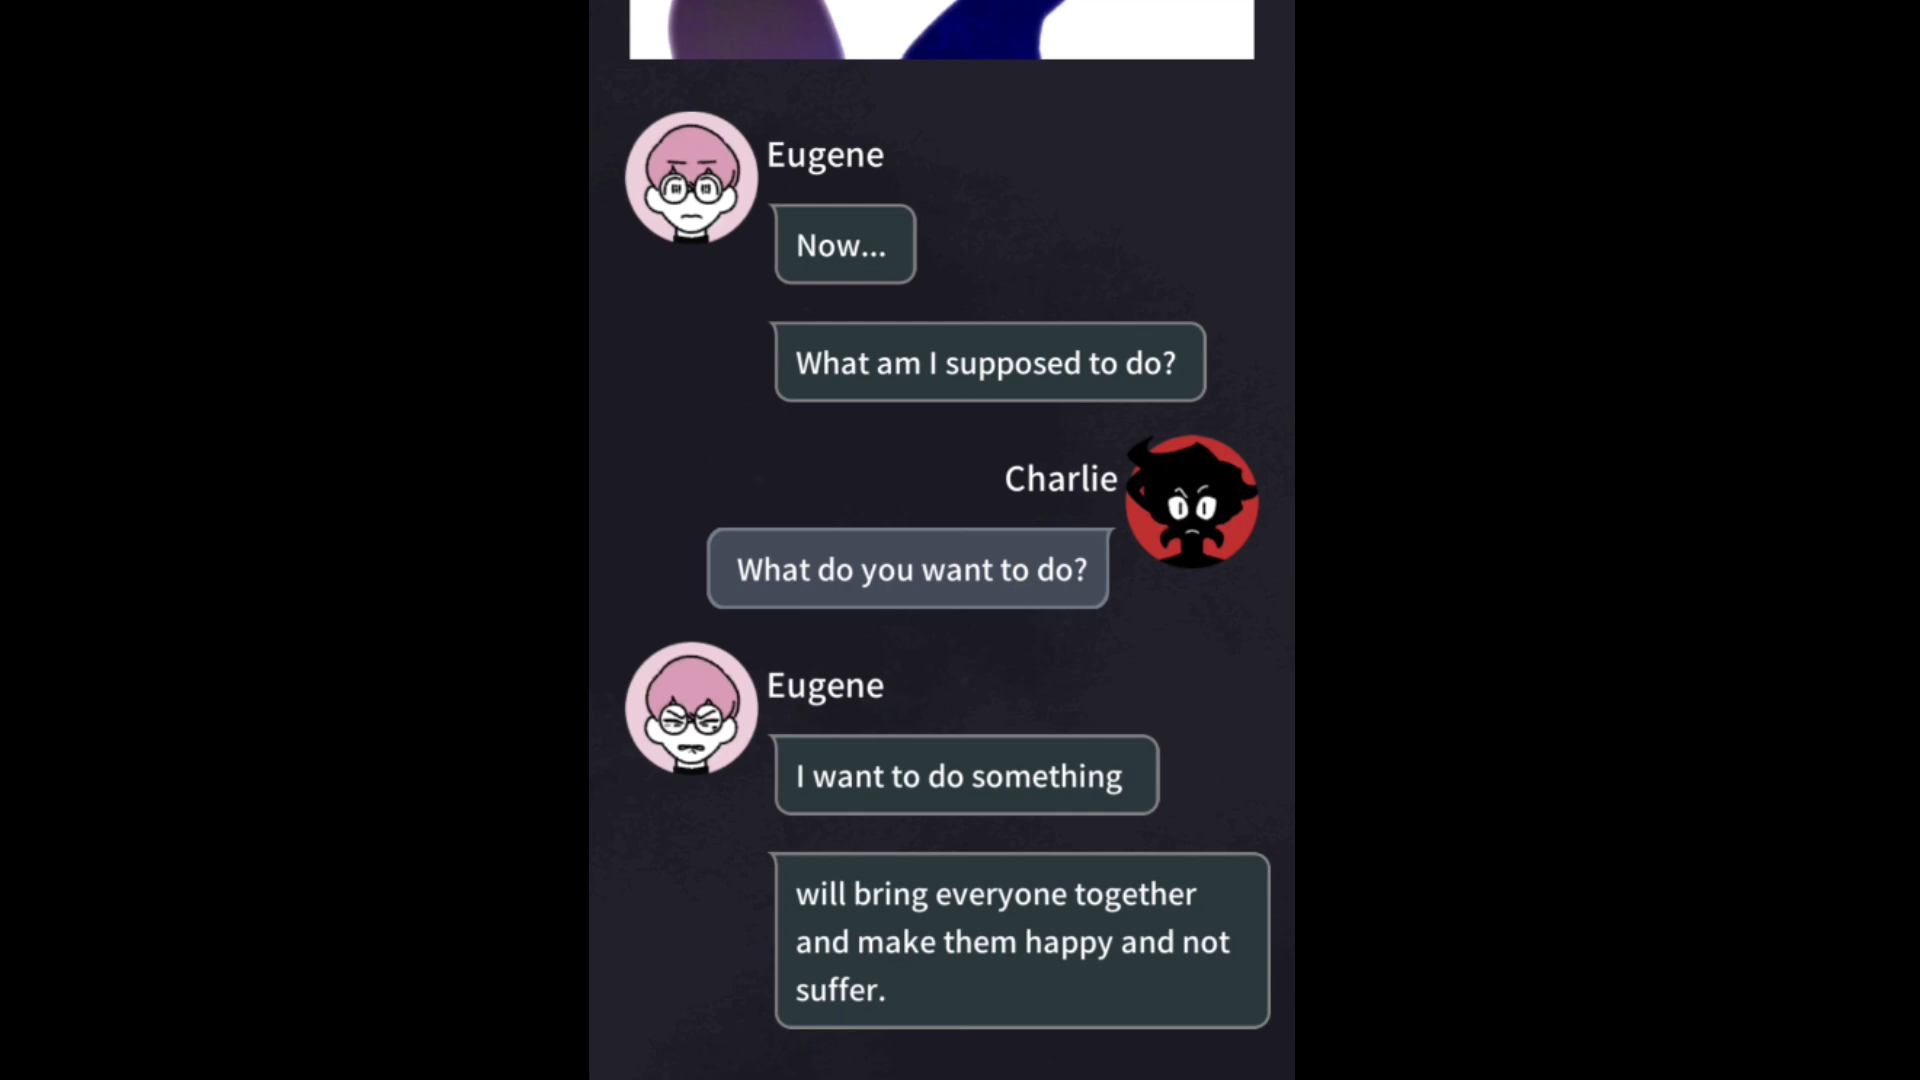 Eugene
Now...
What am I supposed to do?
Charlie
What do you want to do?
Eugene
I want to do something
will bring everyone together
and make them happy and not
suffer.